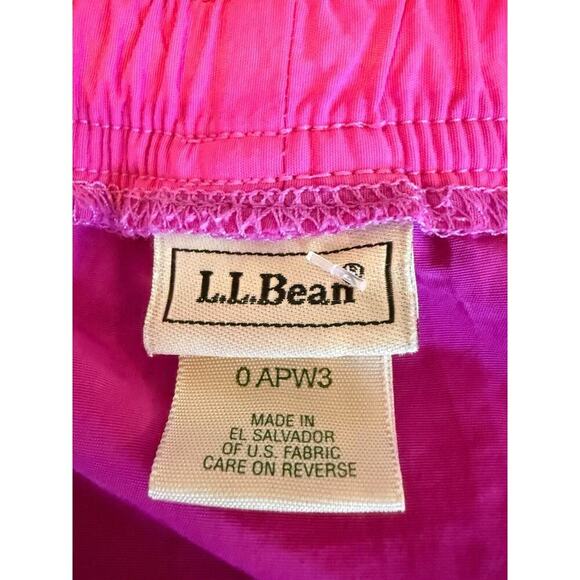 L.L.Bean®
0 APW3
MADE IN
EL SALVADOR
OF U.S. FABRIC
CARE ON REVERSE